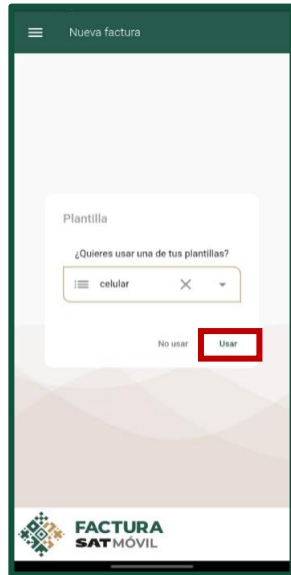 Nueva factura
Plantilla
¿Quieres usar una de tus plantillas?
celular
No usar Usar
FACTURA
SAT MÓVIL